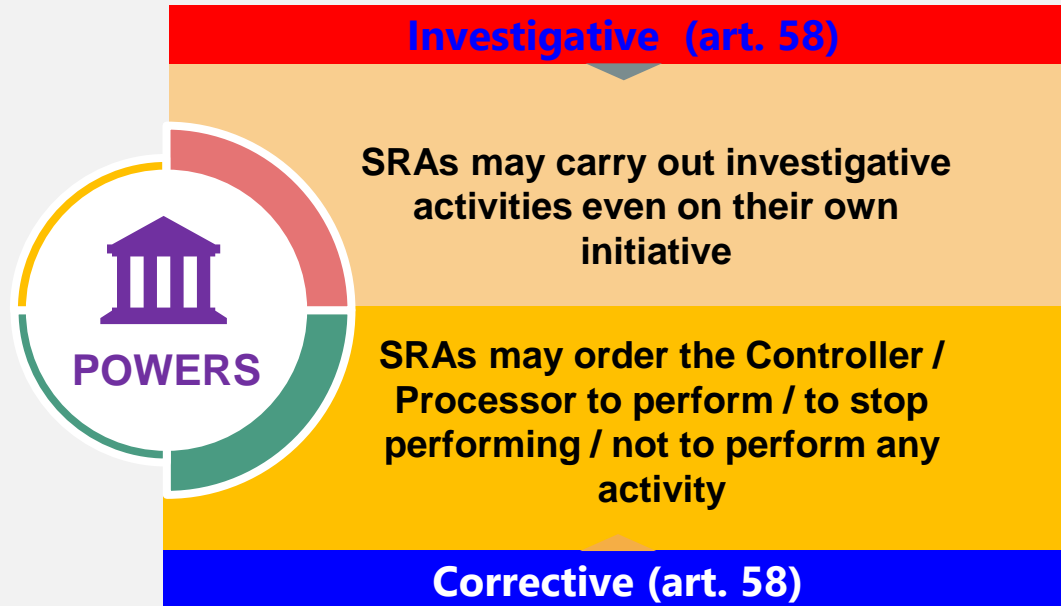 Investigative (art. 58)
SRAs may carry out investigative
activities even on their own
initiative
POWERS
SRAs may order the Controller /
Processor to perform / to stop
performing / not to perform any
activity
Corrective (art. 58)